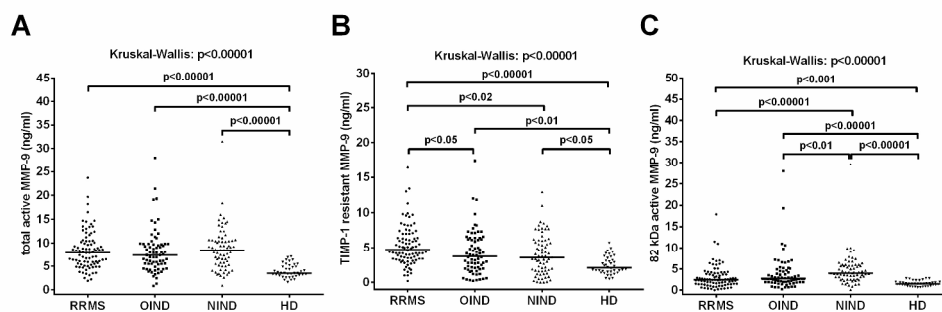 A
Kruskal-Wallis: p<0.00001
p<0.00001
p<0.00001
p<0.00001
total active MMP-9 (ng/ml)
45
40
35
30
25
20
15
10
5
0
RRMS OIND NIND HD
B
Kruskal-Wallis: p<0.00001
p<0.00001
p<0.02
p<0.01
p<0.05 p<0.05
TIMP-1 resistant MMP-9 (ng/ml)
30
25
20
15
10
5
0
RRMS OIND NIND HD
C
Kruskal-Wallis: p<0.00001
p<0.001
p<0.00001
p<0.00001
p<0.01 p<0.00001
82 kDa active MMP-9 (ng/ml)
50
45
40
35
30
25
20
15
10
5
0
RRMS OIND NIND HD